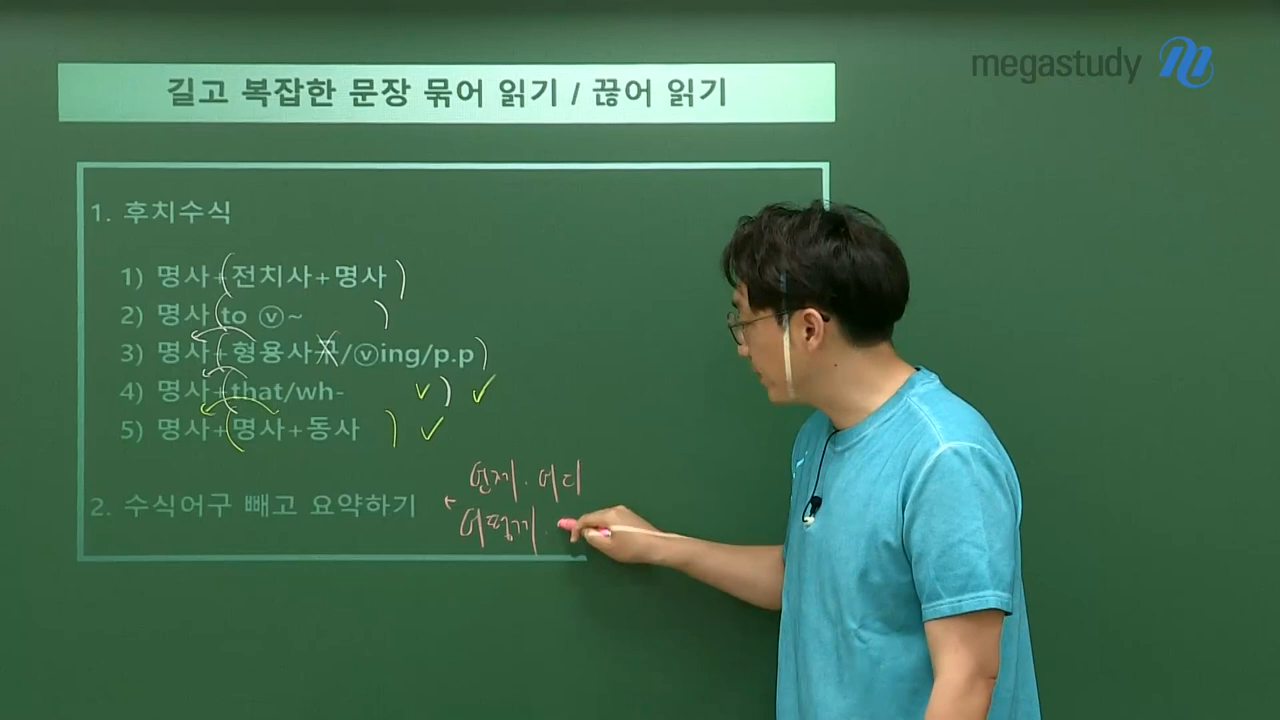 megastudy
길고 복잡한 문장 묶어 읽기 / 끊어 읽기
1. 후치수식
1) 명사+(전치사+명사)
2) 명사(to ⓥ~ )
3) 명사+(형용사구/ⓥing/p.p)
4) 명사+(that/wh- ✓) ✓
5) 명사+(명사+동사 ) ✓
언제. 어디
2. 수식어구 빼고 요약하기
어떻게.